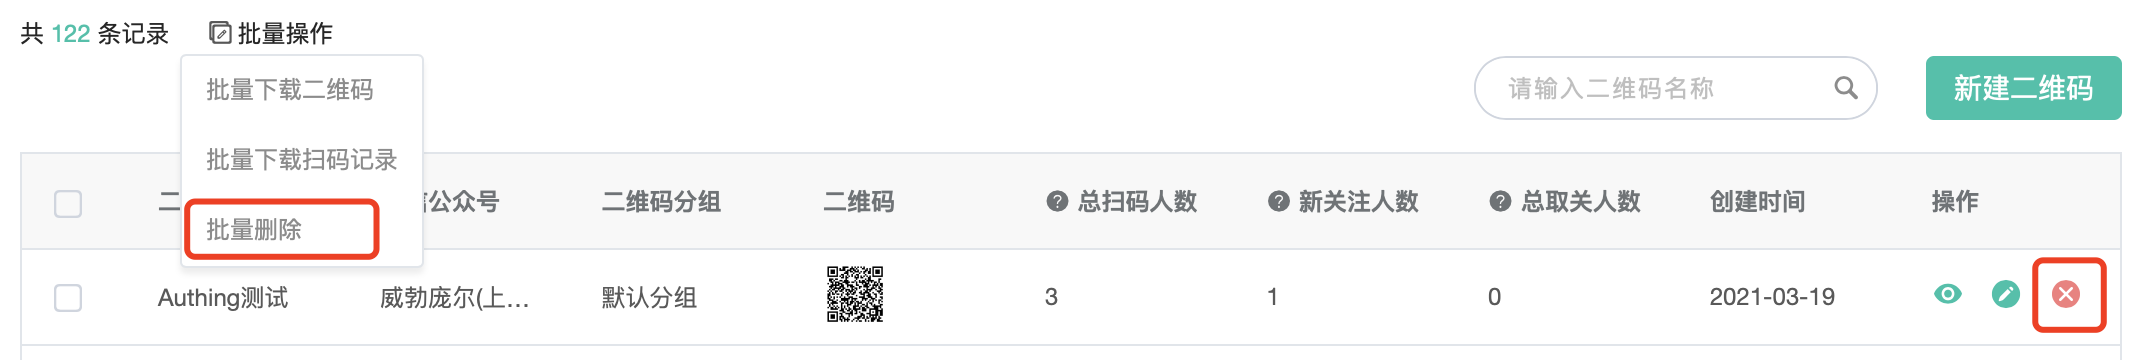 共 122 条记录 批量操作
批量下载二维码
批量下载扫码记录
批量删除
请输入二维码名称
新建二维码
二 公众号 二维码分组 二维码 总扫码人数 新关注人数 总取关人数 创建时间 操作
Authing测试 威勃庞尔(上... 默认分组 3 1 0 2021-03-19